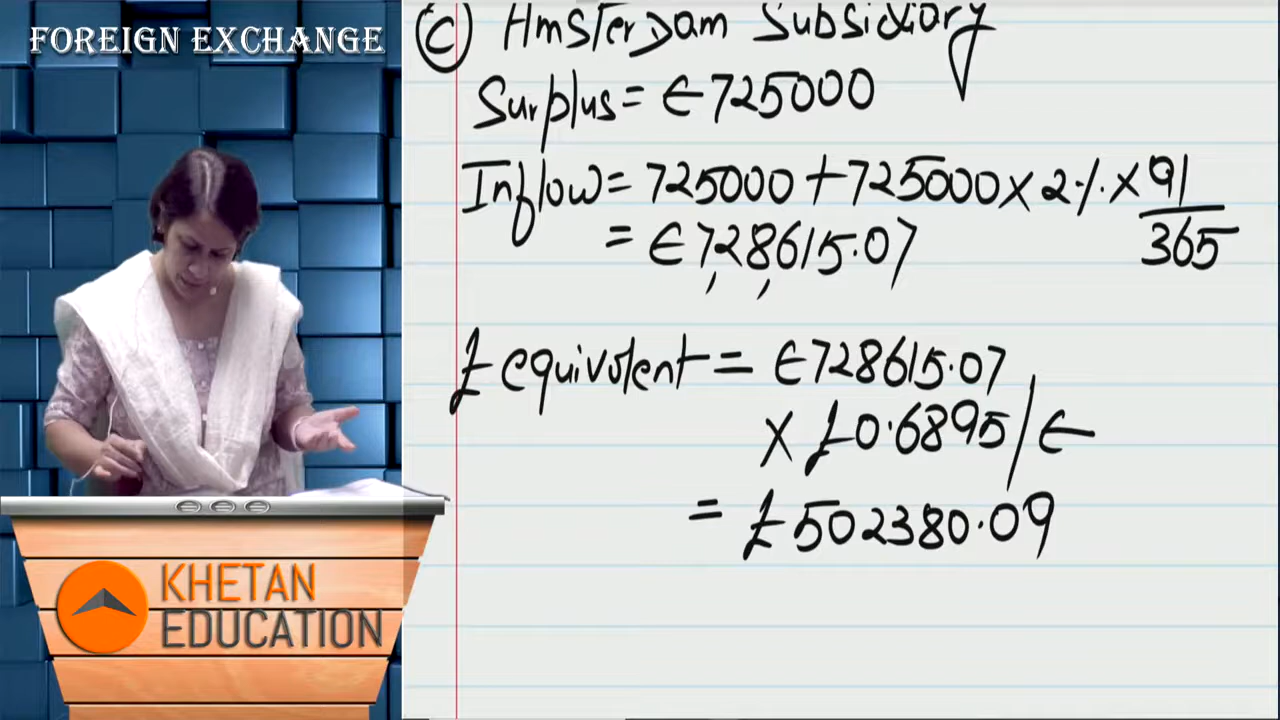 FOREIGN EXCHANGE
KHETAN
EDUCATION
(C) Amsterdam Subsidiary
Surplus = €725000
Inflow = 725000 + 725000 × 2% × 91/365
= €728615.07
£ equivalent = €728615.07
× £0.6895/€
= £502380.09